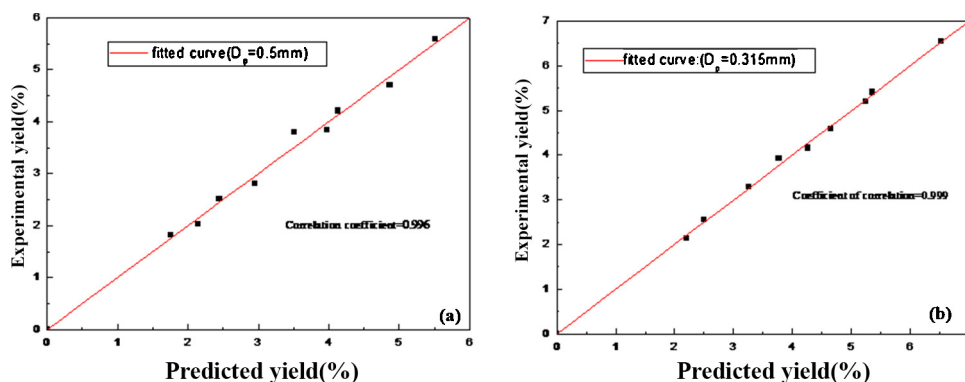 6
5
4
3
2
1
0
Experimental yield(%)
fitted curve(Dp=0.5mm)
Correlation coefficient=0.996
(a)
0 1 2 3 4 5 6
Predicted yield(%)
7
6
5
4
3
2
1
0
Experimental yield(%)
fitted curve:(Dp=0.315mm)
Coefficient of correlation=0.999
(b)
0 1 2 3 4 5 6
Predicted yield(%)